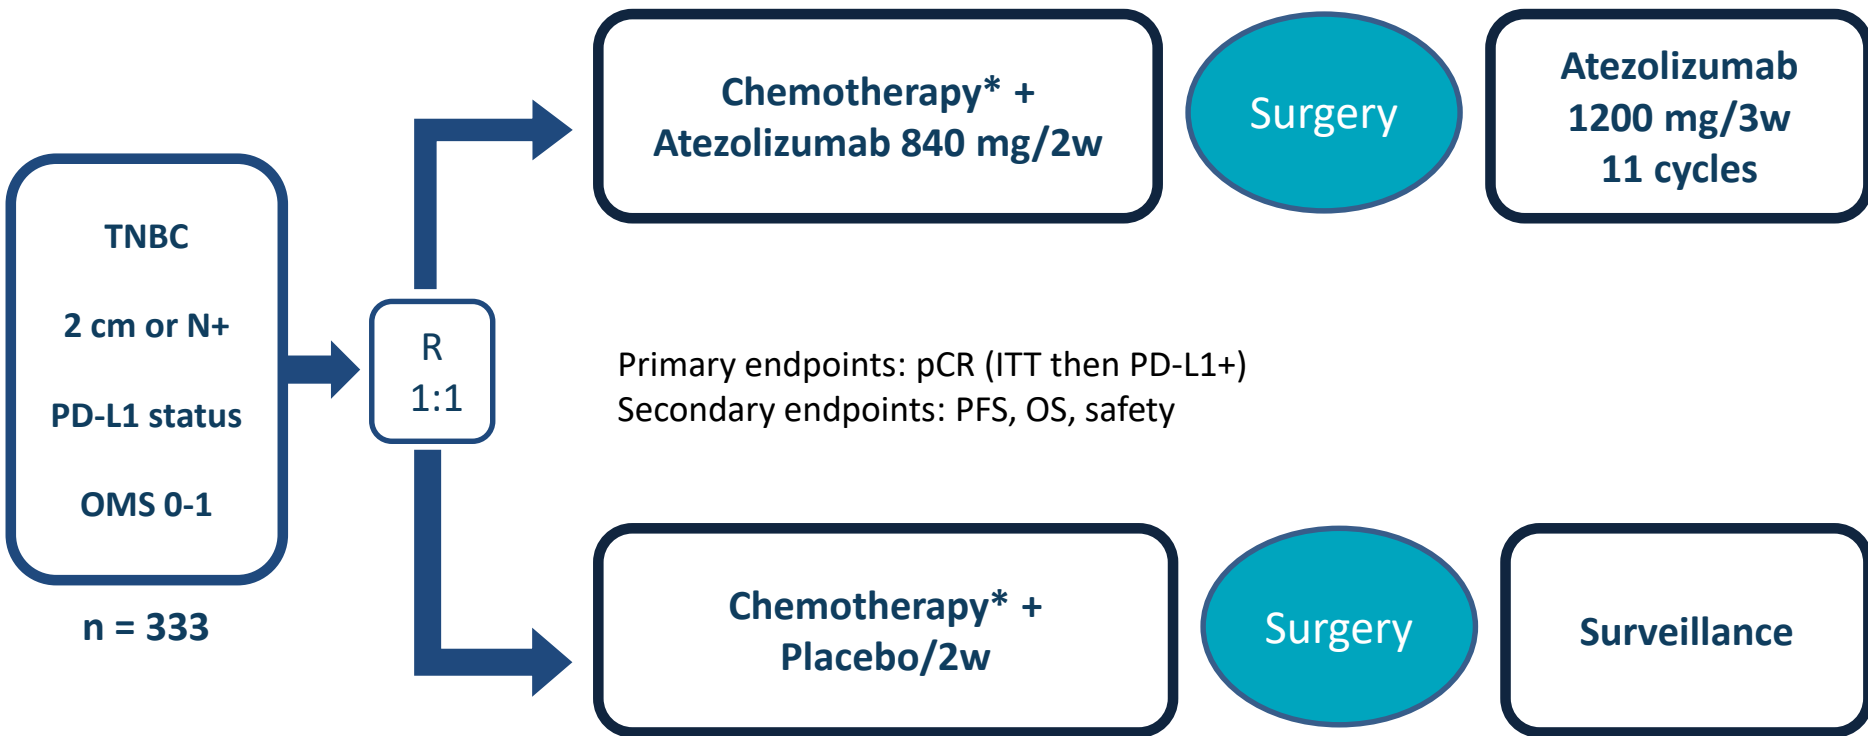 TNBC
2 cm or N+
PD-L1 status
OMS 0-1
n = 333
R
1:1
Chemotherapy* +
Atezolizumab 840 mg/2w
Surgery
Atezolizumab
1200 mg/3w
11 cycles
Primary endpoints: pCR (ITT then PD-L1+)
Secondary endpoints: PFS, OS, safety
Chemotherapy* +
Placebo/2w
Surgery
Surveillance